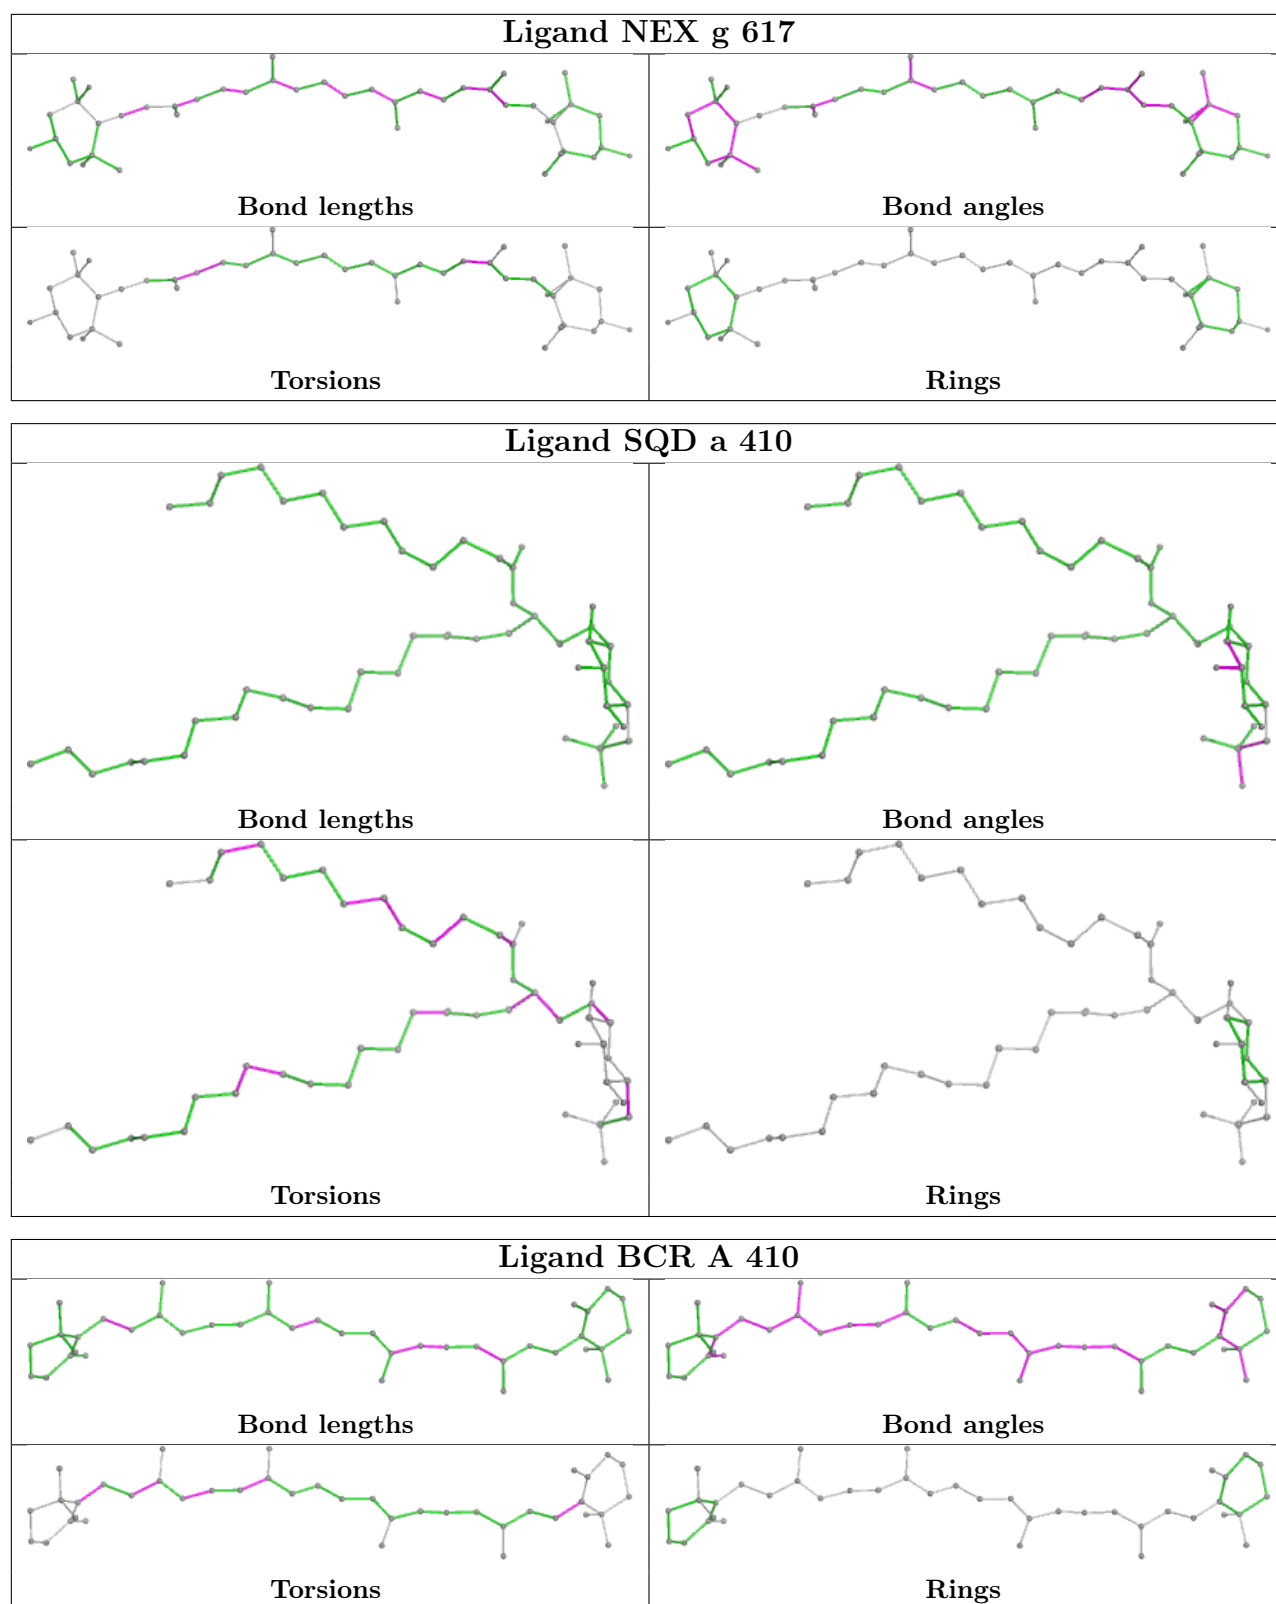 Ligand NEX g 617
Bond lengths
Bond angles
Torsions
Rings
Ligand SQD a 410
Bond lengths
Bond angles
Torsions
Rings
Ligand BCR A 410
Bond lengths
Bond angles
Torsions
Rings